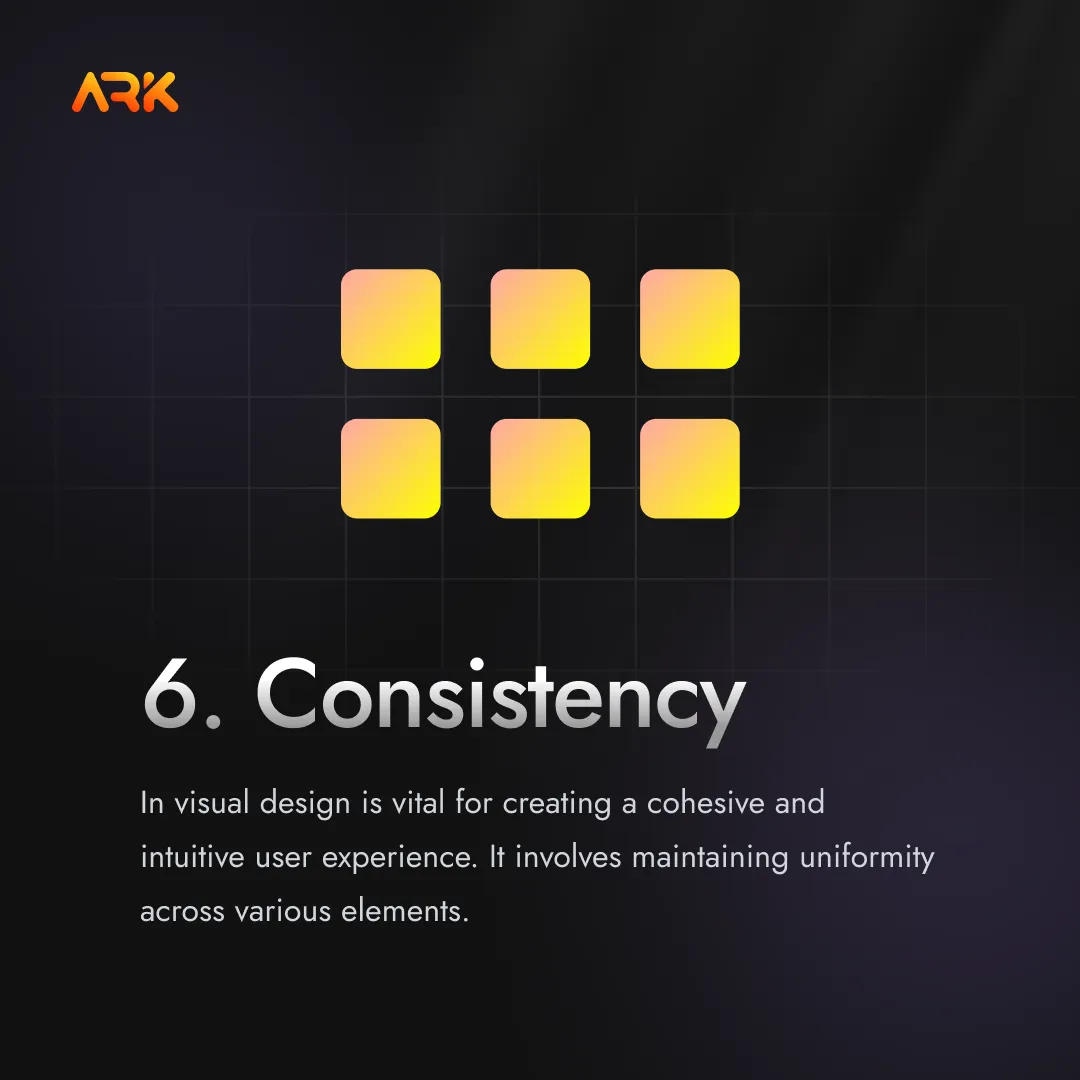 ARK
6. Consistency
In visual design is vital for creating a cohesive and
intuitive user experience. It involves maintaining uniformity
across various elements.